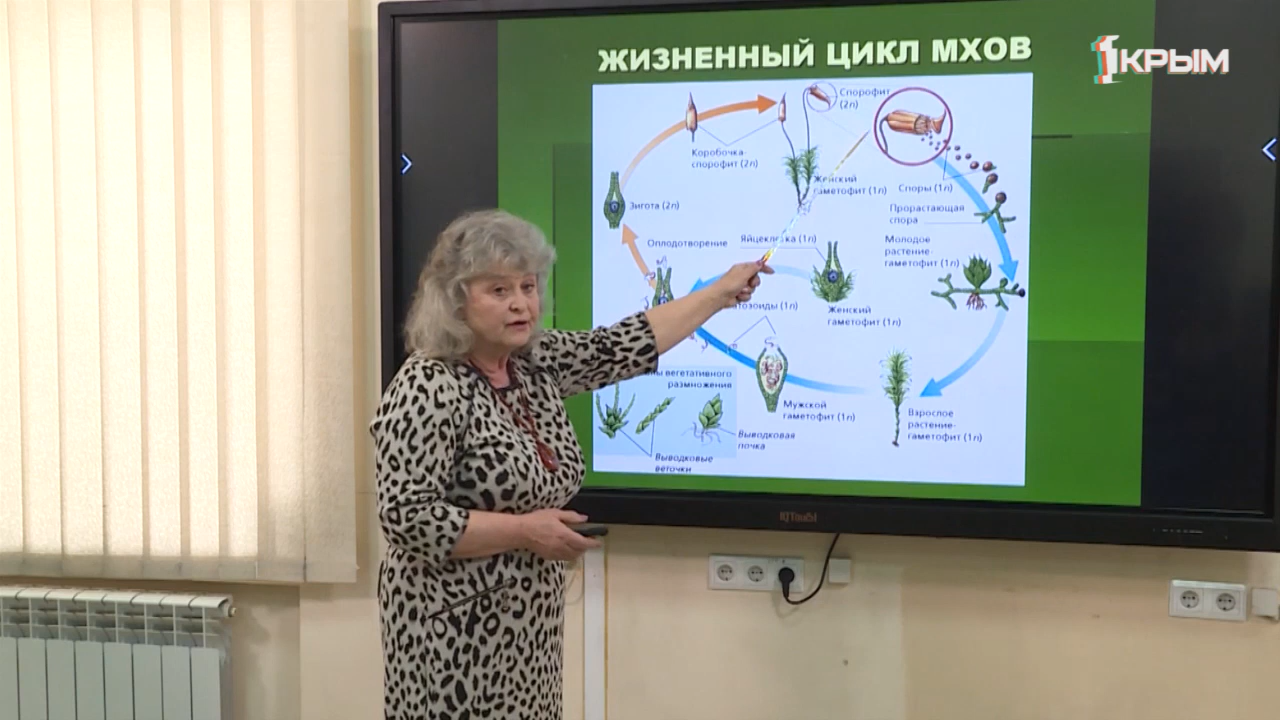 ЖИЗНЕННЫЙ ЦИКЛ МХОВ
1КРЫМ
Спорофит
(2n)
Коробочка-
спорофит (2n)
Женский
гаметофит (1n)
Споры (1n)
Зигота (2n)
Прорастающая
спора
Оплодотворение
Молодое
растение-
гаметофит (1n)
(1n)
Женский
гаметофит (1n)
(1n)
вегетативного
размножения
Мужской
гаметофит (1n)
Взрослое
растение-
гаметофит (1n)
Выводковая
почка
Выводковые
веточки